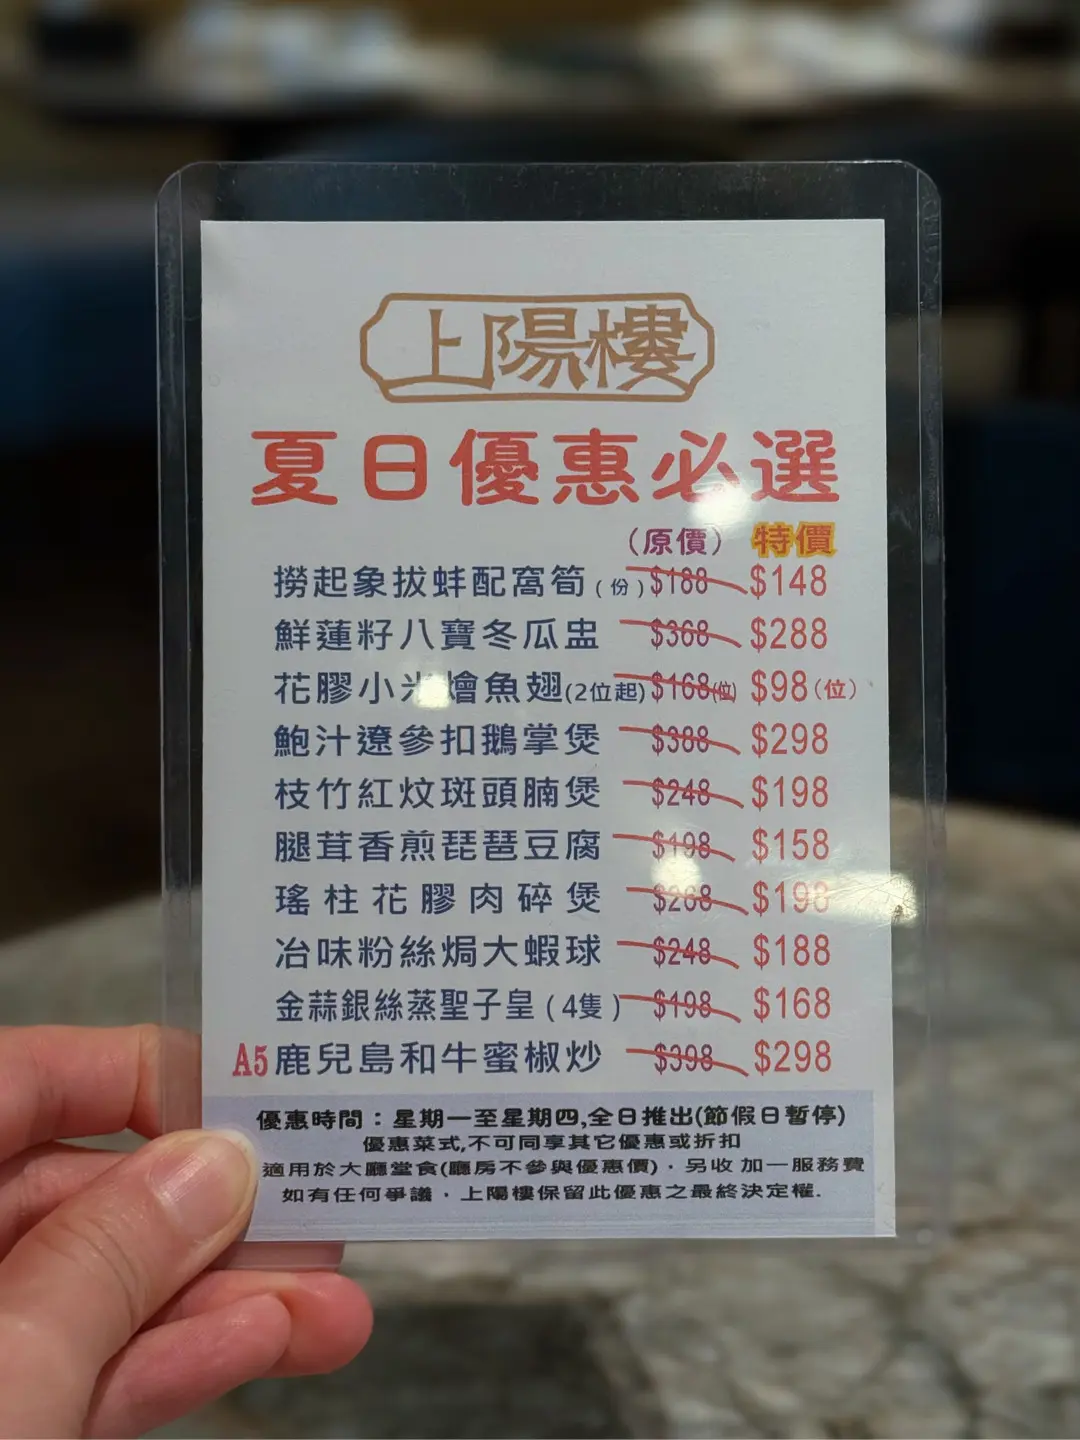 上陽樓
夏日優惠必選
(原價) 特價
撈起象拔蚌配窩筍(份) $188 $148
鮮蓮籽八寶冬瓜盅 $368 $288
花膠小米燴魚翅(2位起) $168(位) $98(位)
鮑汁遼參扣鵝掌煲 $388 $298
枝竹紅炆斑頭腩煲 $248 $198
腿茸香煎琵琶豆腐 $198 $158
瑤柱花膠肉碎煲 $268 $198
冶味粉絲焗大蝦球 $248 $188
金蒜銀絲蒸聖子皇(4隻) $198 $168
A5鹿兒島和牛蜜椒炒 $398 $298
優惠時間：星期一至星期四,全日推出(節假日暫停)
優惠菜式,不可同享其它優惠或折扣
適用於大廳堂食(廳房不參與優惠價)．另收加一服務費
如有任何爭議．上陽樓保留此優惠之最終決定權.